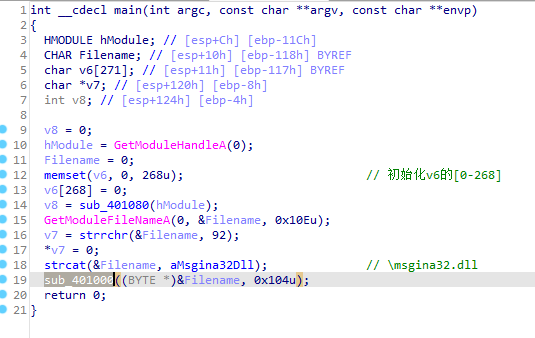 1 int __cdecl main(int argc, const char **argv, const char **envp)
2 {
3 HMODULE hModule; // [esp+Ch] [ebp-11Ch]
4 CHAR Filename; // [esp+10h] [ebp-118h] BYREF
5 char v6[271]; // [esp+11h] [ebp-117h] BYREF
6 char *v7; // [esp+120h] [ebp-8h]
7 int v8; // [esp+124h] [ebp-4h]
8
9 v8 = 0;
10 hModule = GetModuleHandleA(0);
11 Filename = 0;
12 memset(v6, 0, 268u); // 初始化v6的[0-268]
13 v6[268] = 0;
14 v8 = sub_401080(hModule);
15 GetModuleFileNameA(0, &Filename, 0x10Eu);
16 v7 = strrchr(&Filename, 92);
17 *v7 = 0;
18 strcat(&Filename, aMsgina32Dll); // \msgina32.dll
19 sub_401000((BYTE *)&Filename, 0x104u);
20 return 0;
21 }